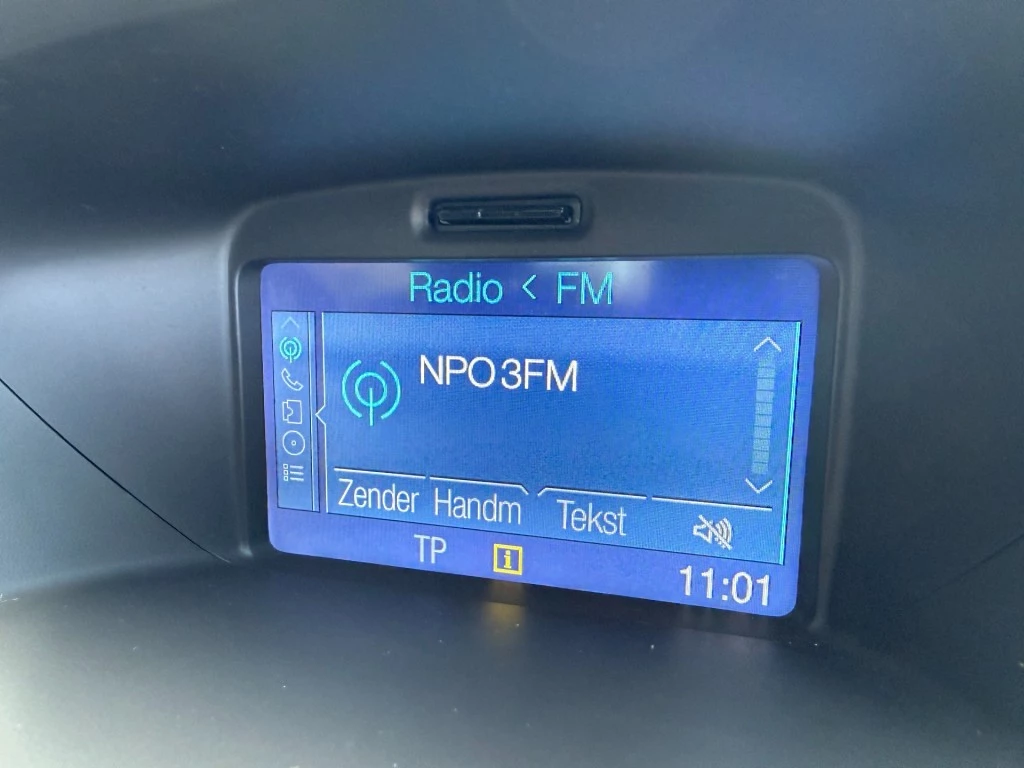 Radio < FM
NPO 3FM
Zender Handm Tekst
TP i
11:01